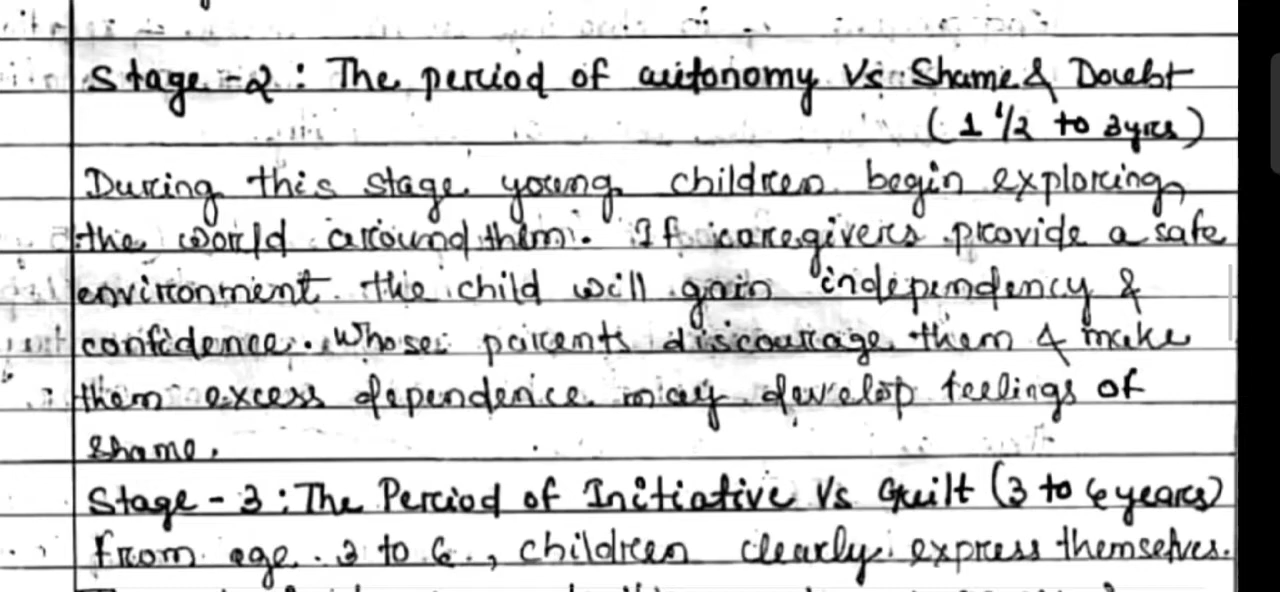 Stage - 2 : The period of autonomy Vs Shame & Doubt
(1 1/2 to 3yrs)
During this stage young children begin exploring
the world around them. If caregivers provide a safe
environment the child will gain independency &
confidence. Whose parents discourage them & make
them excess dependence may develop feelings of
shame.
Stage - 3 : The Period of Initiative Vs Guilt (3 to 6 years)
from age 3 to 6, children clearly express themselves.